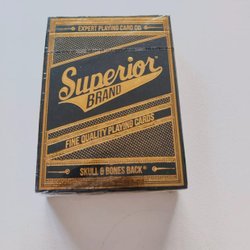 EXPERT PLAYING CARD CO.
Superior
BRAND
FINE QUALITY PLAYING CARDS
SKULL & BONES BACK®